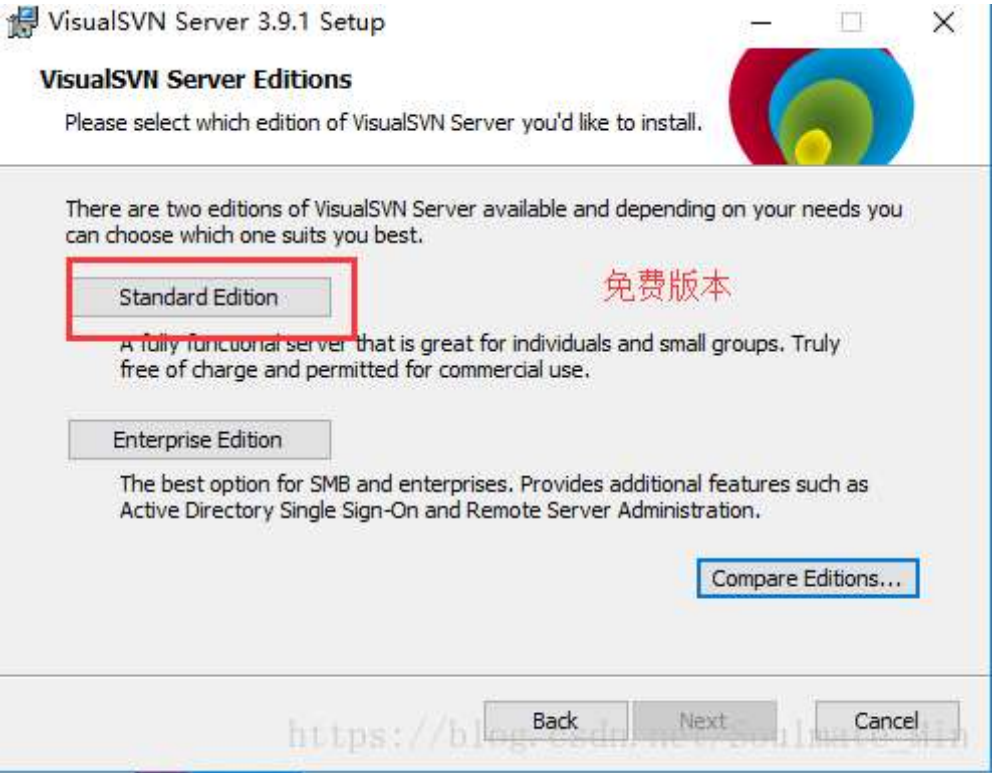 VisualSVN Server 3.9.1 Setup
VisualSVN Server Editions
Please select which edition of VisualSVN Server you'd like to install.
There are two editions of VisualSVN Server available and depending on your needs you
can choose which one suits you best.
Standard Edition
免费版本
A fully functional server that is great for individuals and small groups. Truly
free of charge and permitted for commercial use.
Enterprise Edition
The best option for SMB and enterprises. Provides additional features such as
Active Directory Single Sign-On and Remote Server Administration.
Compare Editions...
Back
Next
Cancel
https://blog.csdn.net/Soulmate_Min